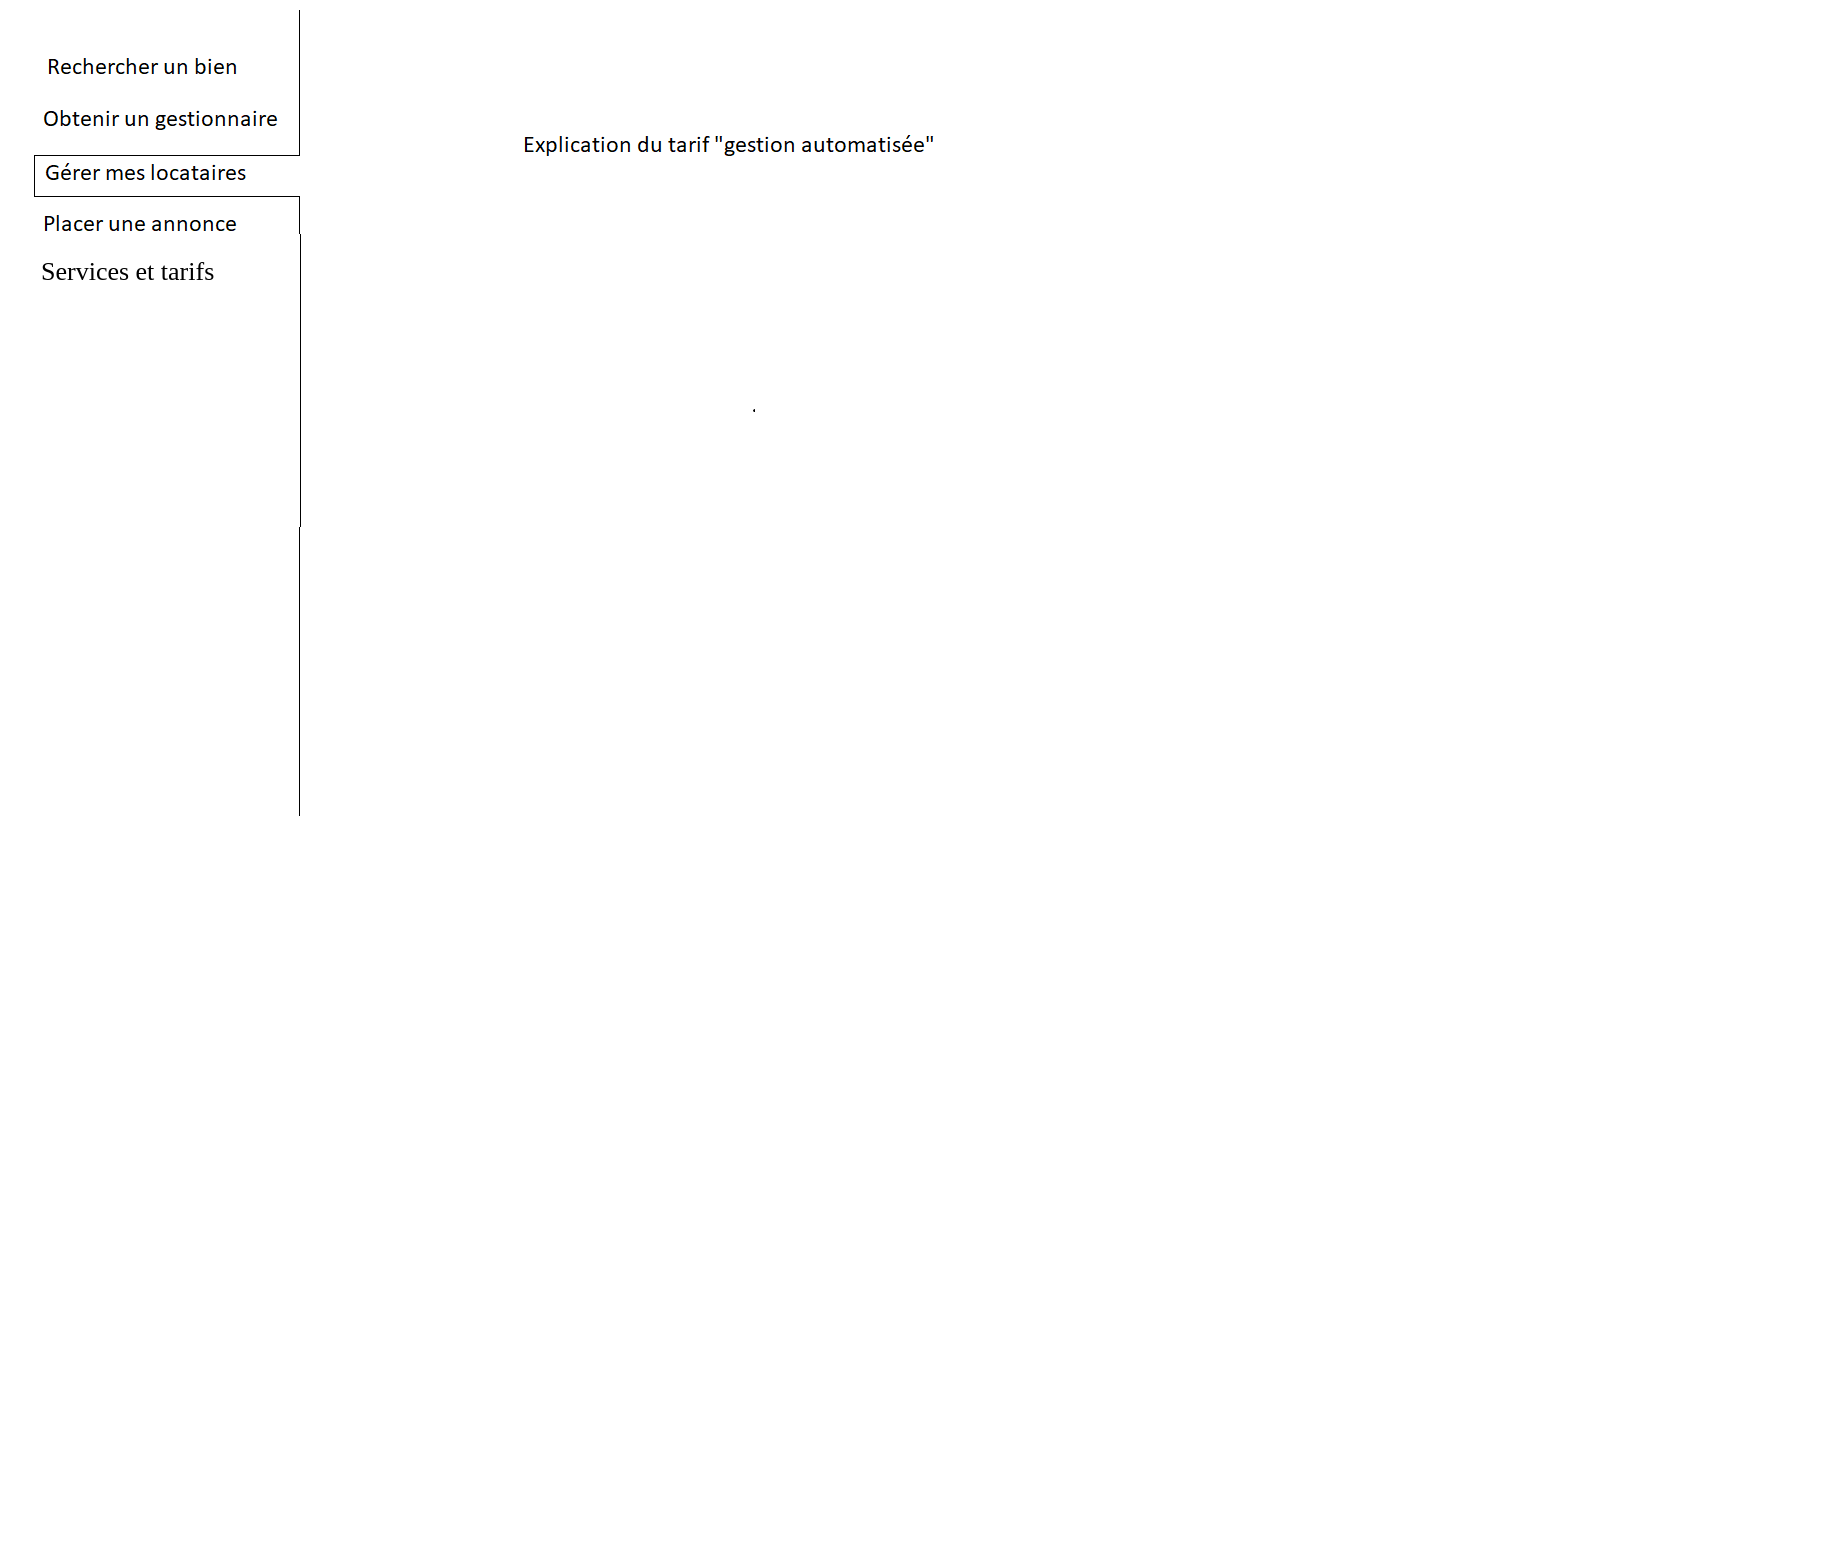 Rechercher un bien
Obtenir un gestionnaire
Explication du tarif "gestion automatisée"
Gérer mes locataires
Placer une annonce
Services et tarifs